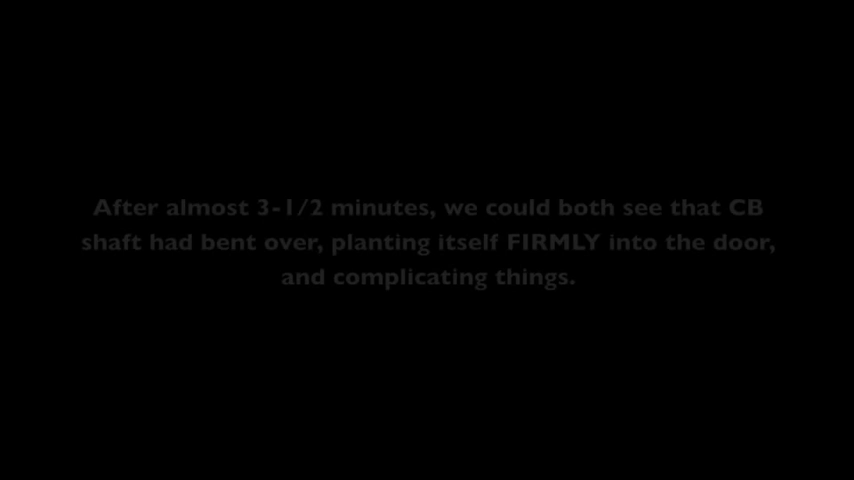 After almost 3-1/2 minutes, we could both see that CB
shaft had bent over, planting itself FIRMLY into the door,
and complicating things.